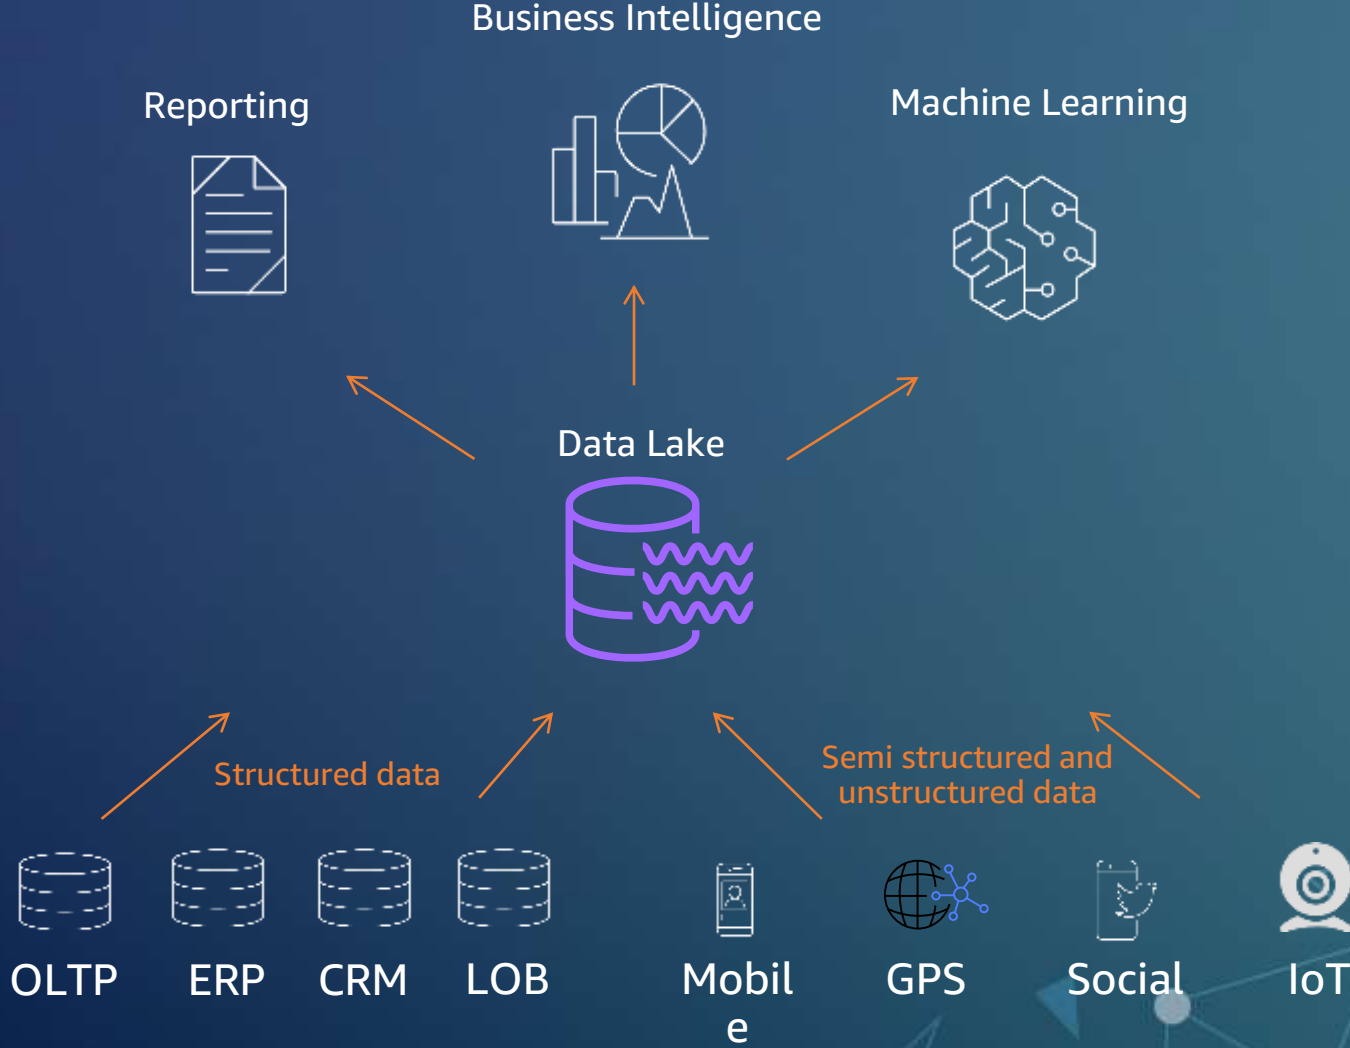 Business Intelligence
Reporting
Machine Learning
Data Lake
Structured data
Semi structured and
unstructured data
OLTP
ERP
CRM
LOB
Mobil
e
GPS
Social
IoT